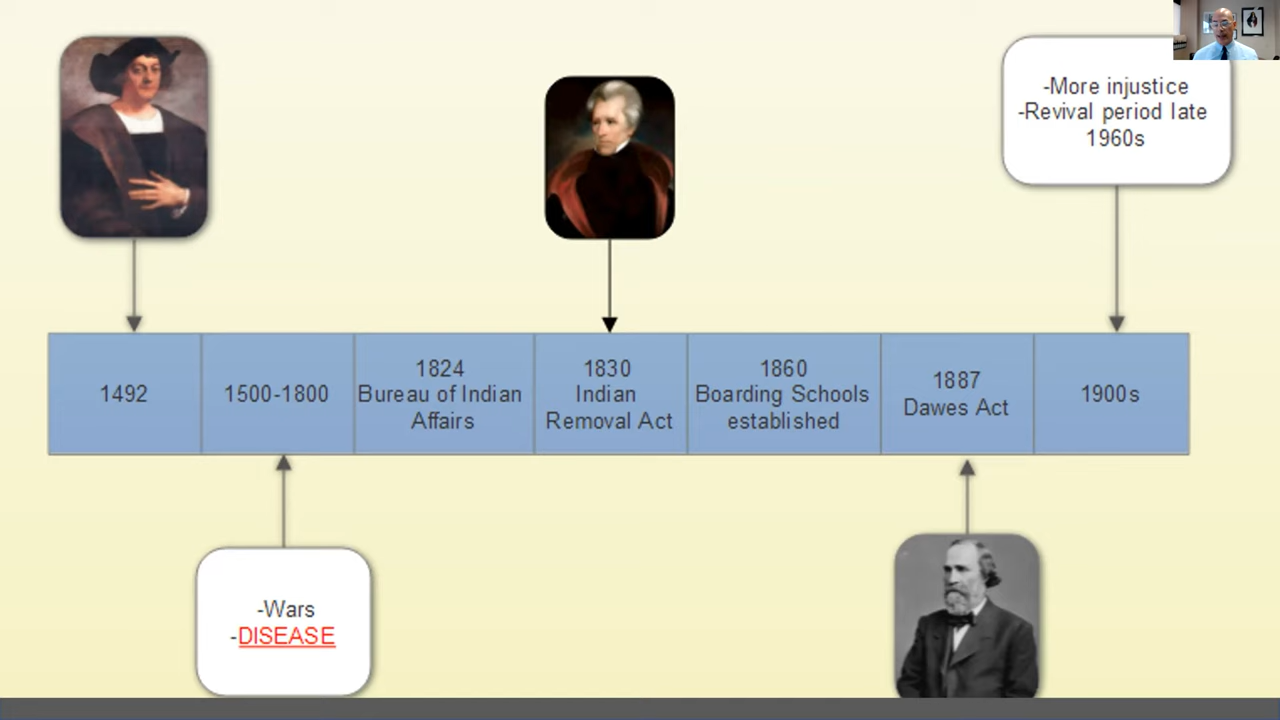 -More injustice
-Revival period late
1960s
1492
1500-1800
1824
Bureau of Indian
Affairs
1830
Indian
Removal Act
1860
Boarding Schools
established
1887
Dawes Act
1900s
-Wars
-DISEASE